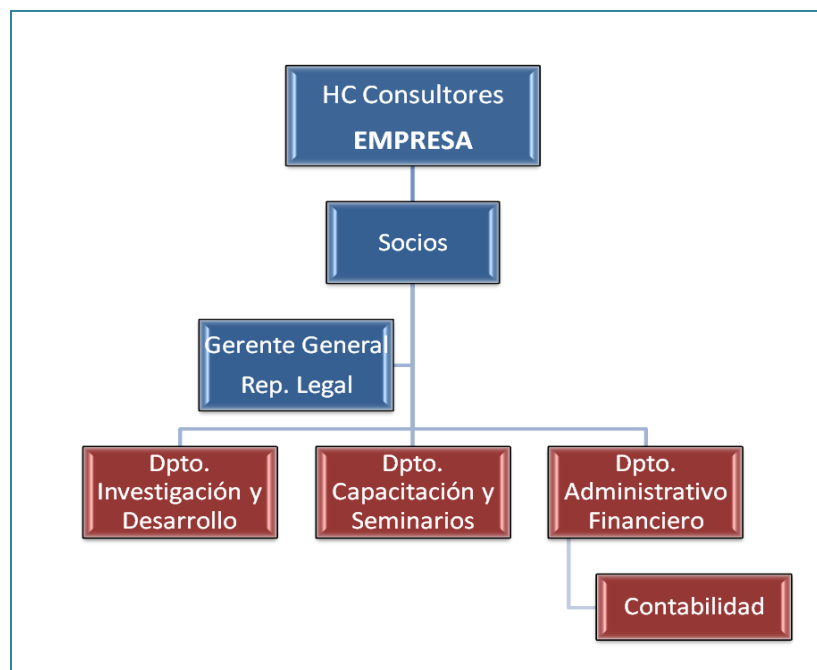 HC Consultores
EMPRESA
Socios
Gerente General
Rep. Legal
Dpto.
Investigación y
Desarrollo
Dpto.
Capacitación y
Seminarios
Dpto.
Administrativo
Financiero
Contabilidad